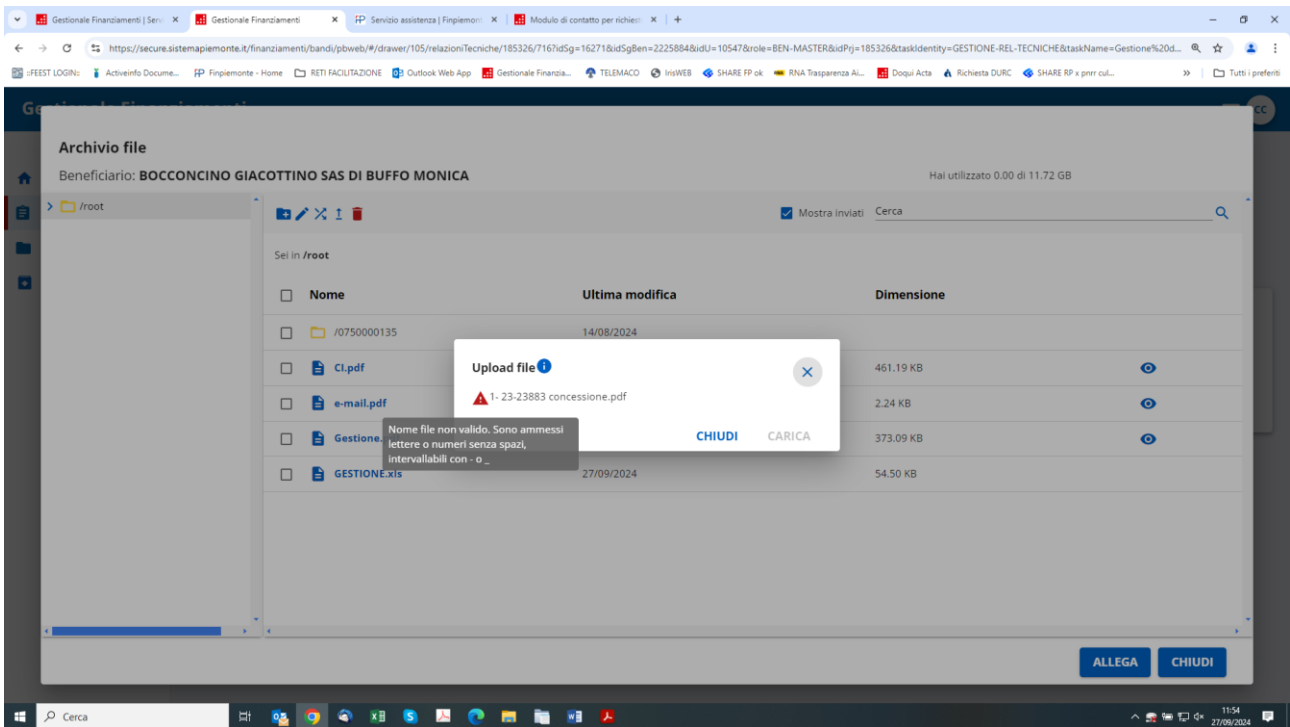 Gestionale Finanziamenti | Serv
Gestionale Finanziamenti
Servizio assistenza | Finpiemont
Modulo di contatto per richiest
https://secure.sistemapiemonte.it/finanziamenti/bandi/pbweb/#/drawer/105/relazioniTecniche/185326/716?idSg=16271&idSgBen=2225884&idU=10547&role=BEN-MASTER&idPrj=185326&taskIdentity=GESTIONE-REL-TECNICHE&taskName=Gestione%20d...
::FEEST LOGIN::
Activeinfo Docume...
Finpiemonte - Home
RETI FACILITAZIONE
Outlook Web App
Gestionale Finanzia...
TELEMACO
IrisWEB
SHARE FP ok
RNA Trasparenza Ai...
Doqui Acta
Richiesta DURC
SHARE RP x pnrr cul...
Tutti i preferiti
CC
Archivio file
Beneficiario: BOCCONCINO GIACOTTINO SAS DI BUFFO MONICA
Hai utilizzato 0.00 di 11.72 GB
/root
Mostra inviati
Cerca
Sei in /root
Nome Ultima modifica Dimensione
/0750000135 14/08/2024
CI.pdf 461.19 KB
e-mail.pdf 2.24 KB
Gestione. 373.09 KB
GESTIONE.xls 27/09/2024 54.50 KB
Upload file
1- 23-23883 concessione.pdf
CHIUDI CARICA
Nome file non valido. Sono ammessi
lettere o numeri senza spazi,
intervallabili con - o _
ALLEGA CHIUDI
Cerca
11:54
27/09/2024